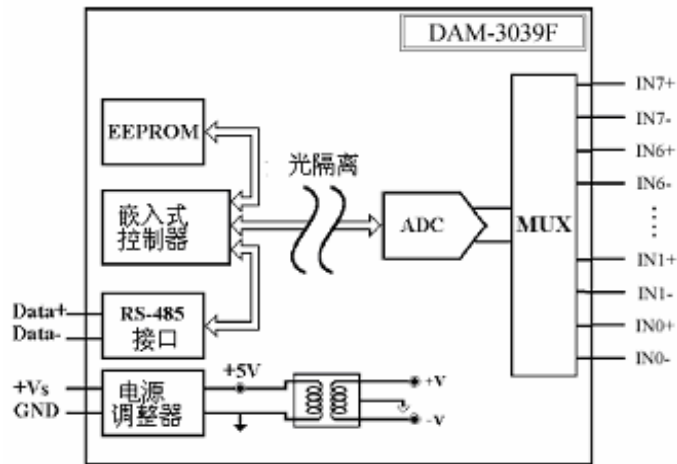 DAM-3039F
EEPROM
光隔离
嵌入式
控制器
ADC
MUX
IN7+
IN7-
IN6+
IN6-
IN1+
IN1-
IN0+
IN0-
Data+
Data-
RS-485
接口
+Vs
GND
电源
调整器
+5V
+V
-V